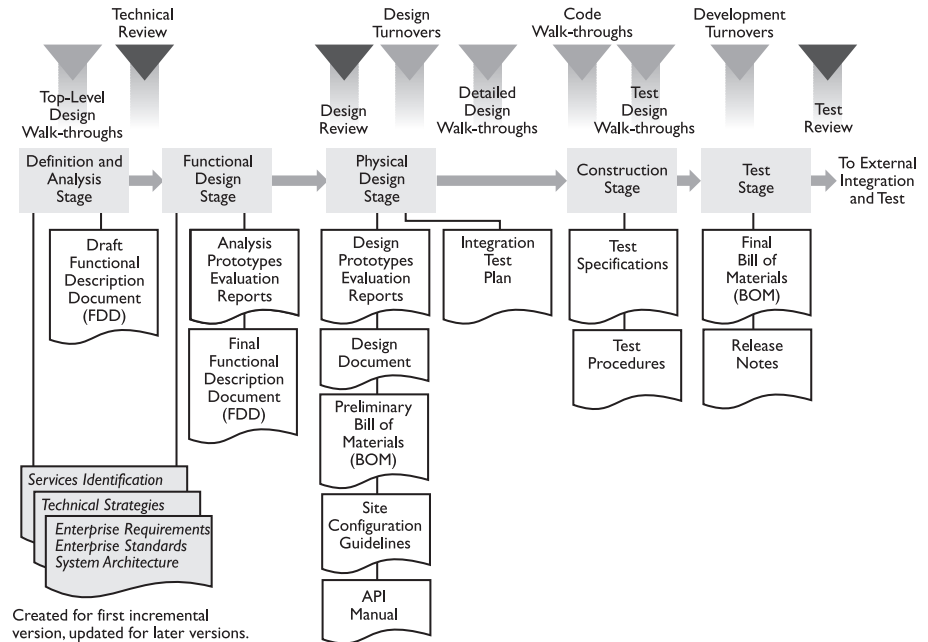 Technical
Review
Design
Turnovers
Code
Walk-throughs
Development
Turnovers
Top-Level
Design
Walk-throughs
Design
Review
Detailed
Design
Walk-throughs
Test
Design
Walk-throughs
Test
Review
Definition and
Analysis
Stage
Functional
Design
Stage
Physical
Design
Stage
Construction
Stage
Test
Stage
To External
Integration
and Test
Draft
Functional
Description
Document
(FDD)
Analysis
Prototypes
Evaluation
Reports
Final
Functional
Description
Document
(FDD)
Design
Prototypes
Evaluation
Reports
Design
Document
Preliminary
Bill of
Materials
(BOM)
Site
Configuration
Guidelines
API
Manual
Integration
Test
Plan
Test
Specifications
Test
Procedures
Final
Bill of
Materials
(BOM)
Release
Notes
Services Identification
Technical Strategies
Enterprise Requirements
Enterprise Standards
System Architecture
Created for first incremental
version, updated for later versions.